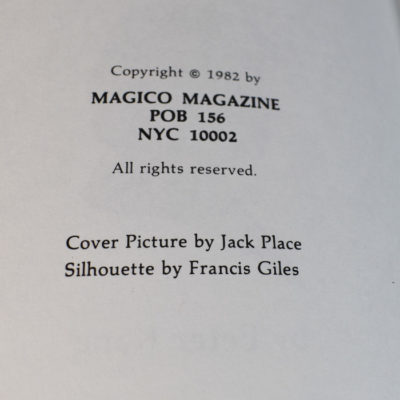 Copyright © 1982 by
MAGICO MAGAZINE
POB 156
NYC 10002
All rights reserved.
Cover Picture by Jack Place
Silhouette by Francis Giles